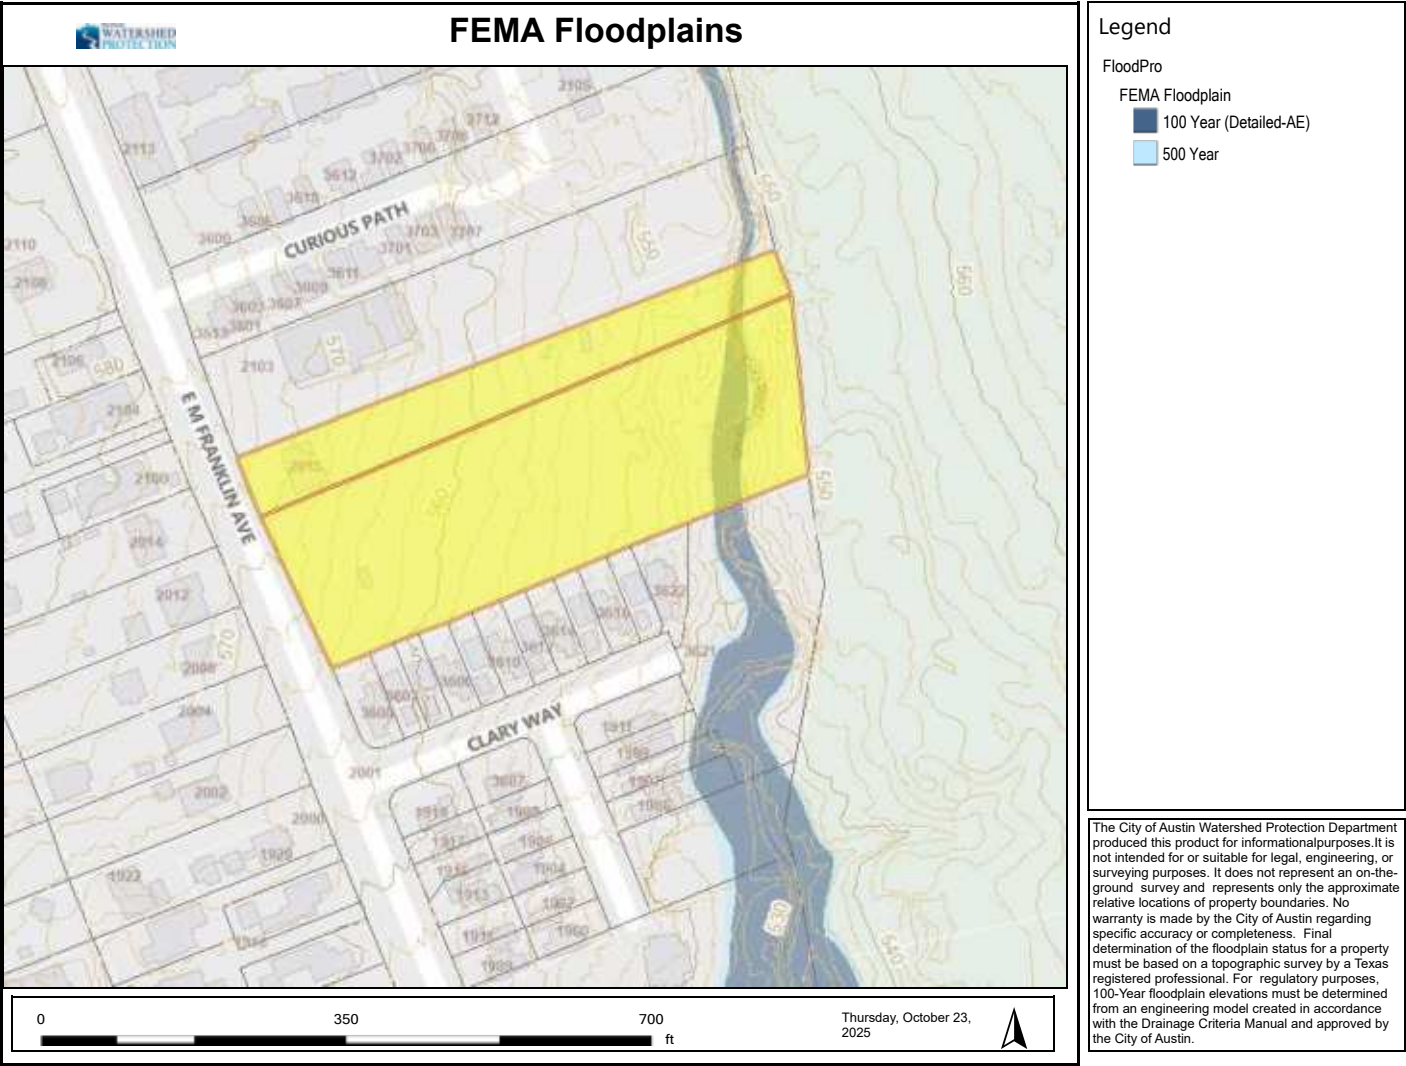 WATERSHED
PROTECTION
FEMA Floodplains
Legend
FloodPro
FEMA Floodplain
100 Year (Detailed-AE)
500 Year
2105
3712
3706
3702
3612
2113
3610
CURIOUS PATH
3600
3703
3707
3701
2110
560
560
560
3611
2108
3609
3603
3607
3601
570
2106
580
2103
2104
E M FRANKLIN AVE
2100
560
550
2014
2012
3622
570
2008
3621
3610
3606
3600
2004
CLARY WAY
1911
2001
3607
2002
2000
1917
1904
1929
1922
1913
1902
1900
530
540
0
350
700
ft
Thursday, October 23,
2025
The City of Austin Watershed Protection Department
produced this product for informationalpurposes.It is
not intended for or suitable for legal, engineering, or
surveying purposes. It does not represent an on-the-
ground survey and represents only the approximate
relative locations of property boundaries. No
warranty is made by the City of Austin regarding
specific accuracy or completeness. Final
determination of the floodplain status for a property
must be based on a topographic survey by a Texas
registered professional. For regulatory purposes,
100-Year floodplain elevations must be determined
from an engineering model created in accordance
with the Drainage Criteria Manual and approved by
the City of Austin.